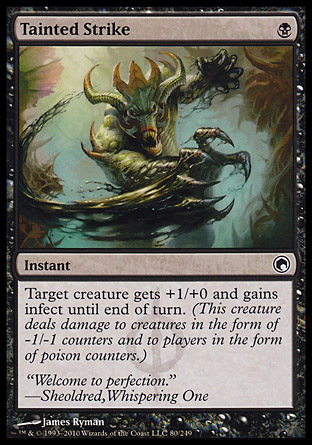 Tainted Strike
Instant
Target creature gets +1/+0 and gains
infect until end of turn. (This creature
deals damage to creatures in the form of
-1/-1 counters and to players in the form
of poison counters.)
"Welcome to perfection."
—Sheoldred,Whispering One
James Ryman
™ & © 1993–2010 Wizards of the Coast LLC 80/249